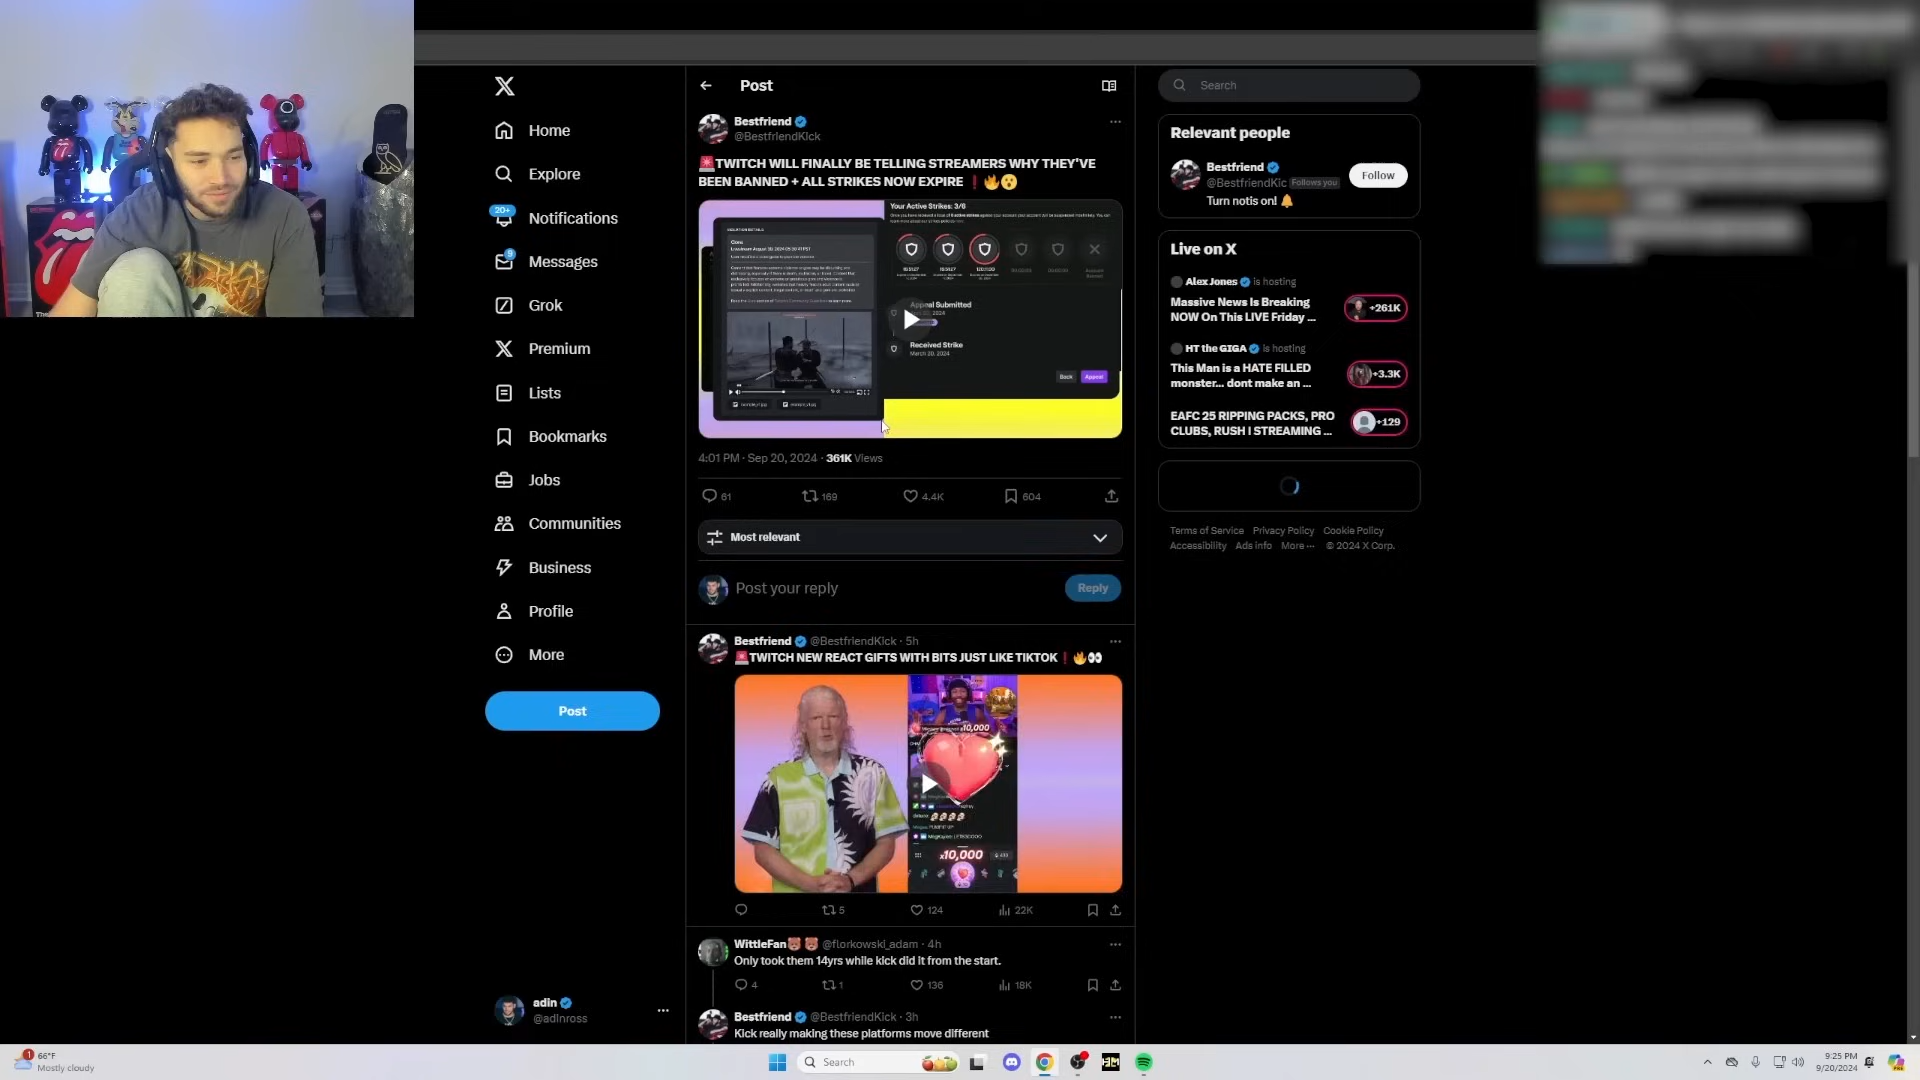 Home
Explore
20+
Notifications
9
Messages
Grok
Premium
Lists
Bookmarks
Jobs
Communities
Business
Profile
More
Post
adin
@adinross
Post
Bestfriend
@BestfriendKick
🚨TWITCH WILL FINALLY BE TELLING STREAMERS WHY THEY'VE
BEEN BANNED + ALL STRIKES NOW EXPIRE❗🔥😮
Your Active Strikes: 3/6
Appeal Submitted
Received Strike
March 20, 2024
Back
Appeal
4:01 PM · Sep 20, 2024 · 361K Views
61
169
4.4K
604
Most relevant
Post your reply
Reply
Bestfriend @BestfriendKick · 5h
🚨TWITCH NEW REACT GIFTS WITH BITS JUST LIKE TIKTOK❗🔥👀
10,000
x10,000
5
124
22K
WittleFan🐻🐻 @florkowski_adam · 4h
Only took them 14yrs while kick did it from the start.
4
1
136
18K
Bestfriend @BestfriendKick · 3h
Kick really making these platforms move different
Search
Relevant people
Bestfriend
@BestfriendKic Follows you
Follow
Turn notis on! 🔔
Live on X
Alex Jones is hosting
Massive News Is Breaking
NOW On This LIVE Friday ...
+261K
HT the GIGA is hosting
This Man is a HATE FILLED
monster... dont make an ...
+3.3K
EAFC 25 RIPPING PACKS, PRO
CLUBS, RUSH I STREAMING ...
+129
Terms of Service Privacy Policy Cookie Policy
Accessibility Ads info More ··· © 2024 X Corp.
1
66°F
Mostly cloudy
Search
9:25 PM
9/20/2024